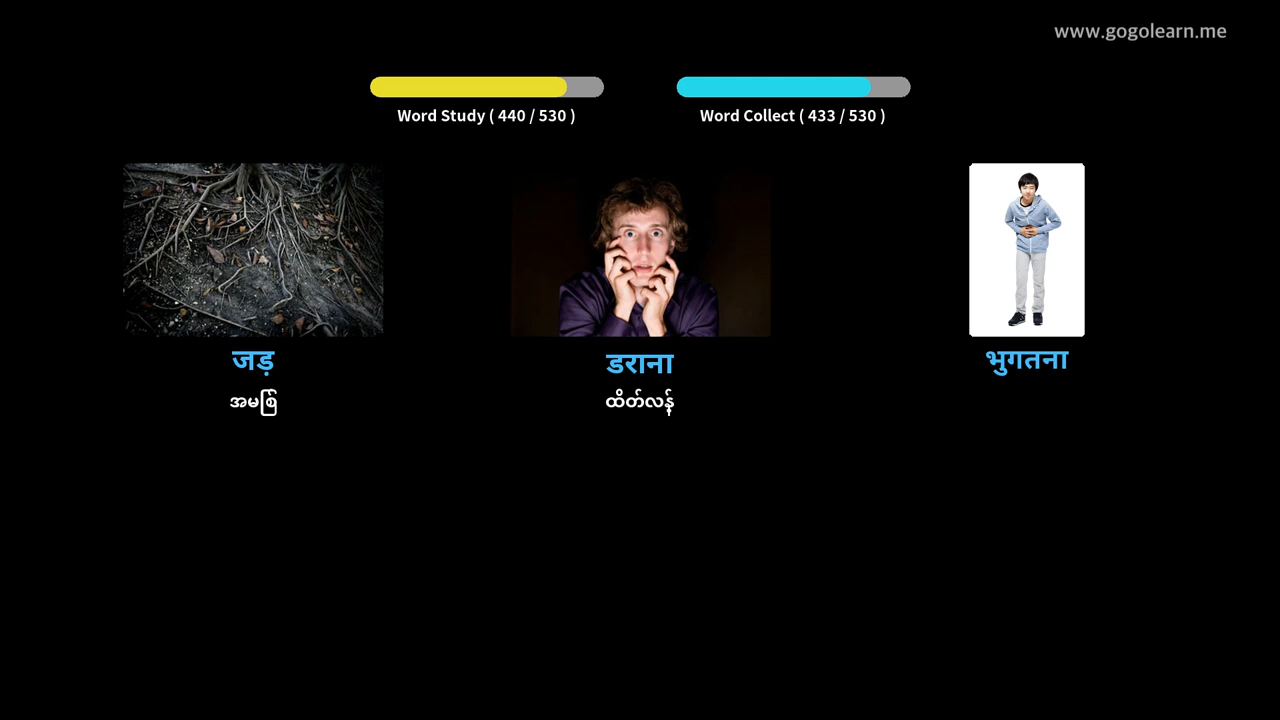 www.gogolearn.me
Word Study ( 440 / 530 )
Word Collect ( 433 / 530 )
जड़
डराना
भुगतना
အမစြ်
ထိတ်လန့်